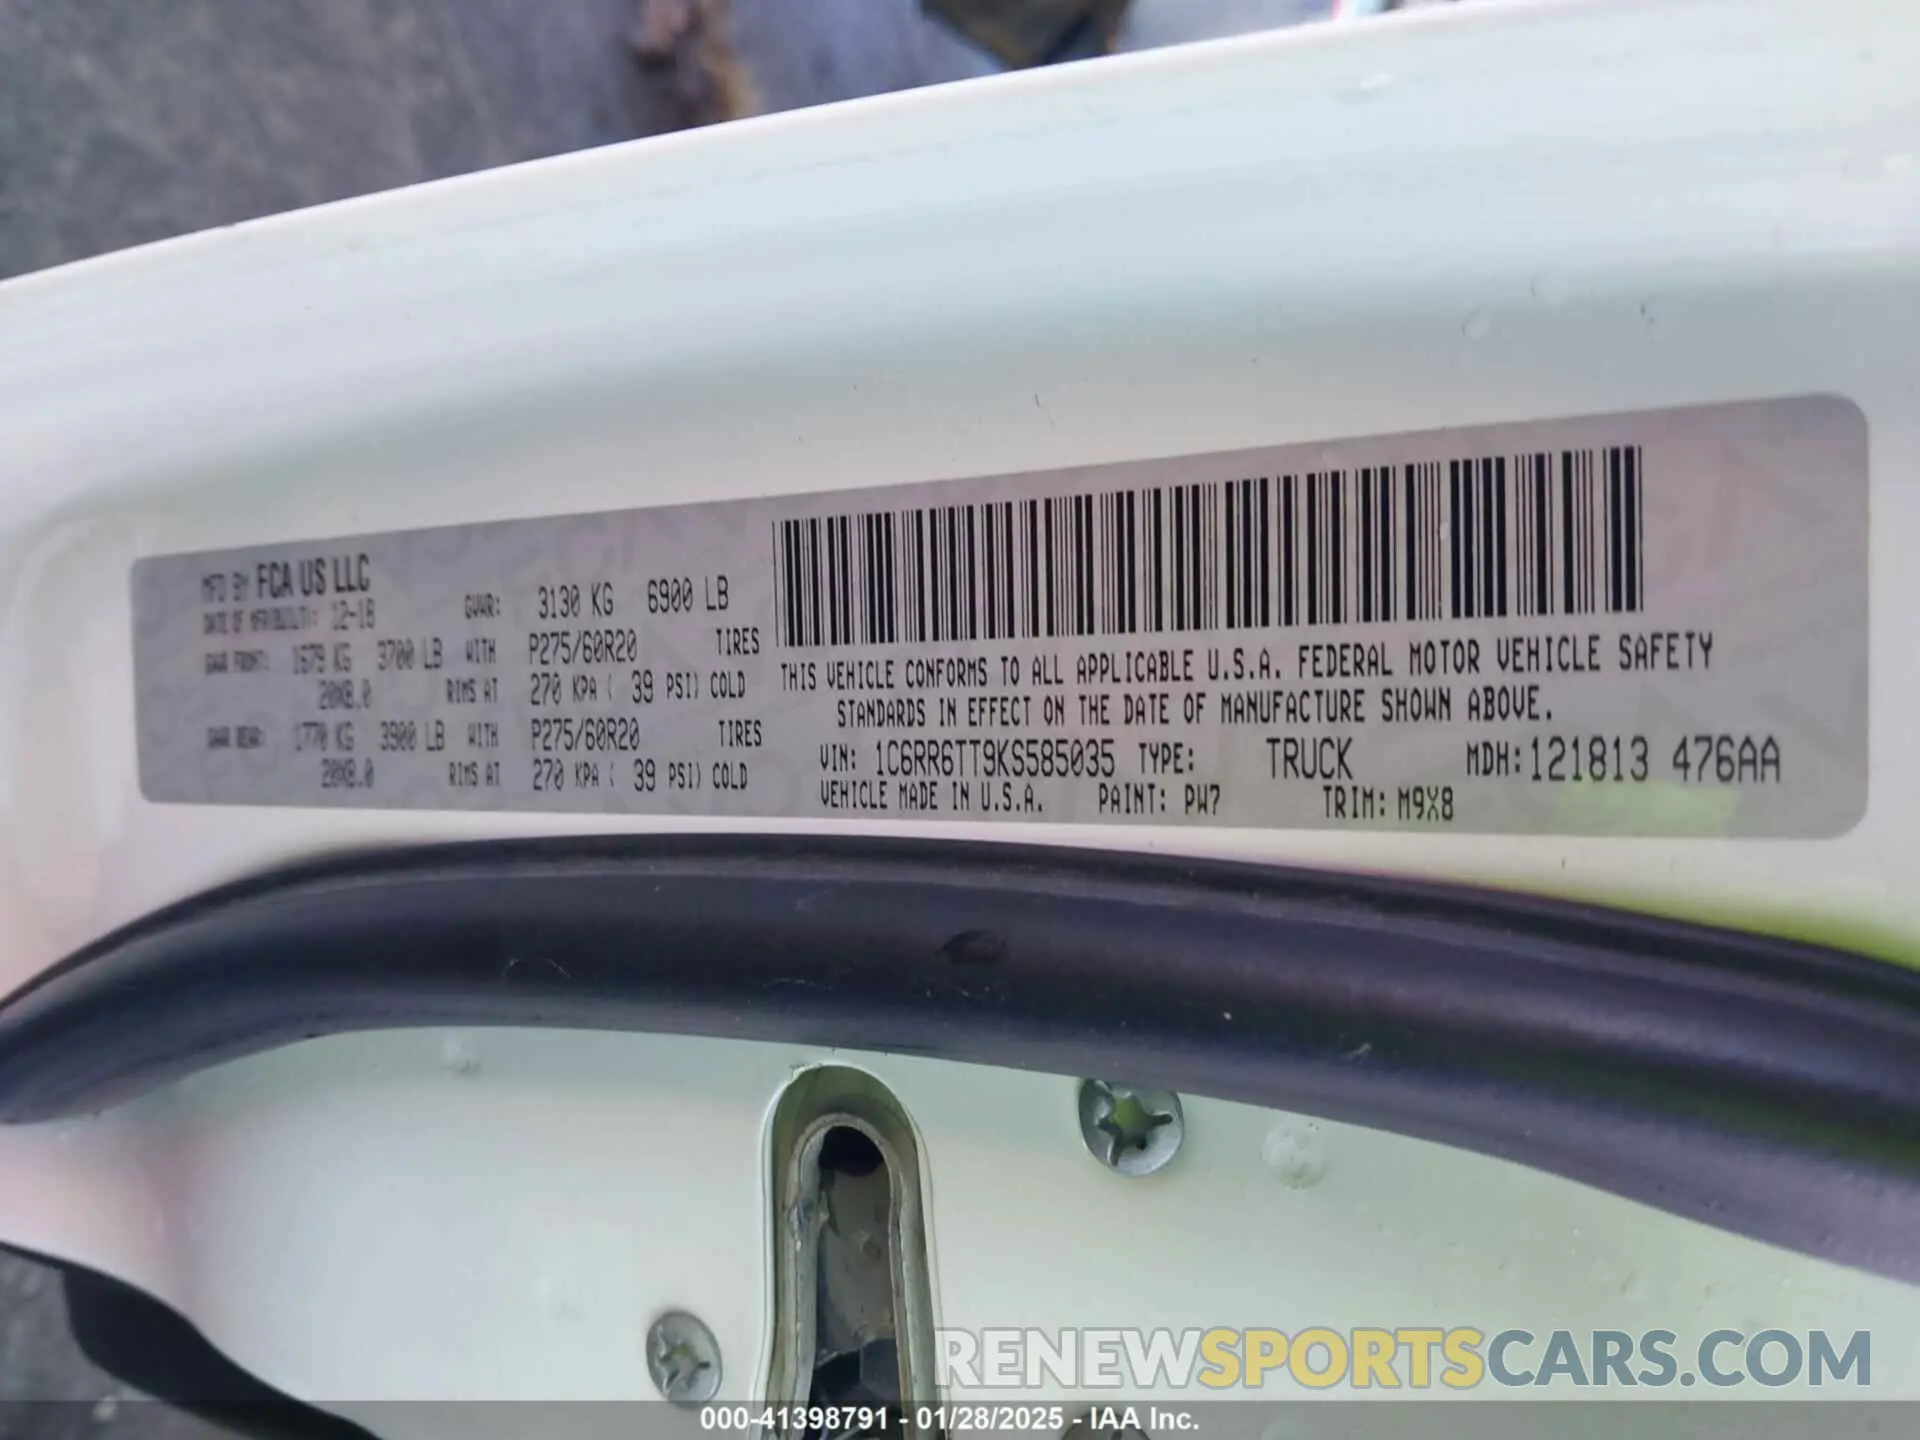 MFD BY FCA US LLC
DATE OF MFR(BUILT): 12-18
GVWR: 3130 KG 6900 LB
GAWR FRONT: 1679 KG 3700 LB WITH P275/60R20 TIRES
20X8.0 RIMS AT 270 KPA ( 39 PSI) COLD
GAWR REAR: 1770 KG 3900 LB WITH P275/60R20 TIRES
20X8.0 RIMS AT 270 KPA ( 39 PSI) COLD
THIS VEHICLE CONFORMS TO ALL APPLICABLE U.S.A. FEDERAL MOTOR VEHICLE SAFETY
STANDARDS IN EFFECT ON THE DATE OF MANUFACTURE SHOWN ABOVE.
VIN: 1C6RR6TT9KS585035 TYPE: TRUCK MDH: 121813 476AA
VEHICLE MADE IN U.S.A. PAINT: PW7 TRIM: M9X8
RENEWSPORTSCARS.COM
000-41398791 - 01/28/2025 - IAA Inc.